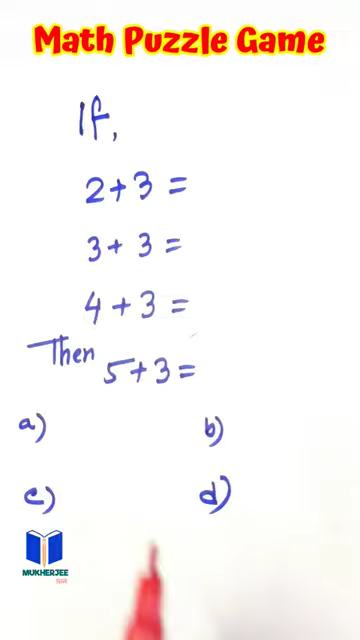 Math Puzzle Game
If,
2+3=
3+3=
4+3=
Then 5+3=
a) b)
c) d)
MUKHERJEE